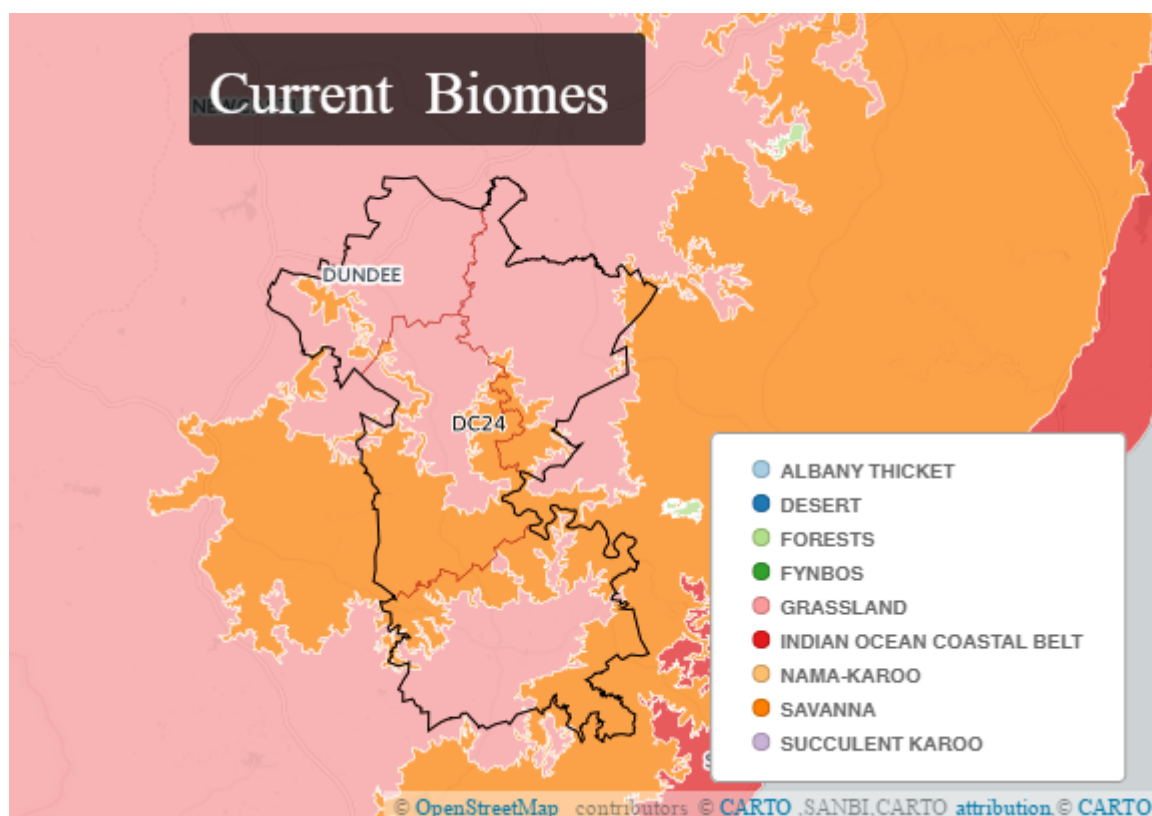 Current Biomes
NEWCASTLE
DUNDEE
DC24
ALBANY THICKET
DESERT
FORESTS
FYNBOS
GRASSLAND
INDIAN OCEAN COASTAL BELT
NAMA-KAROO
SAVANNA
SUCCULENT KAROO
© OpenStreetMap contributors © CARTO ,SANBI,CARTO attribution © CARTO